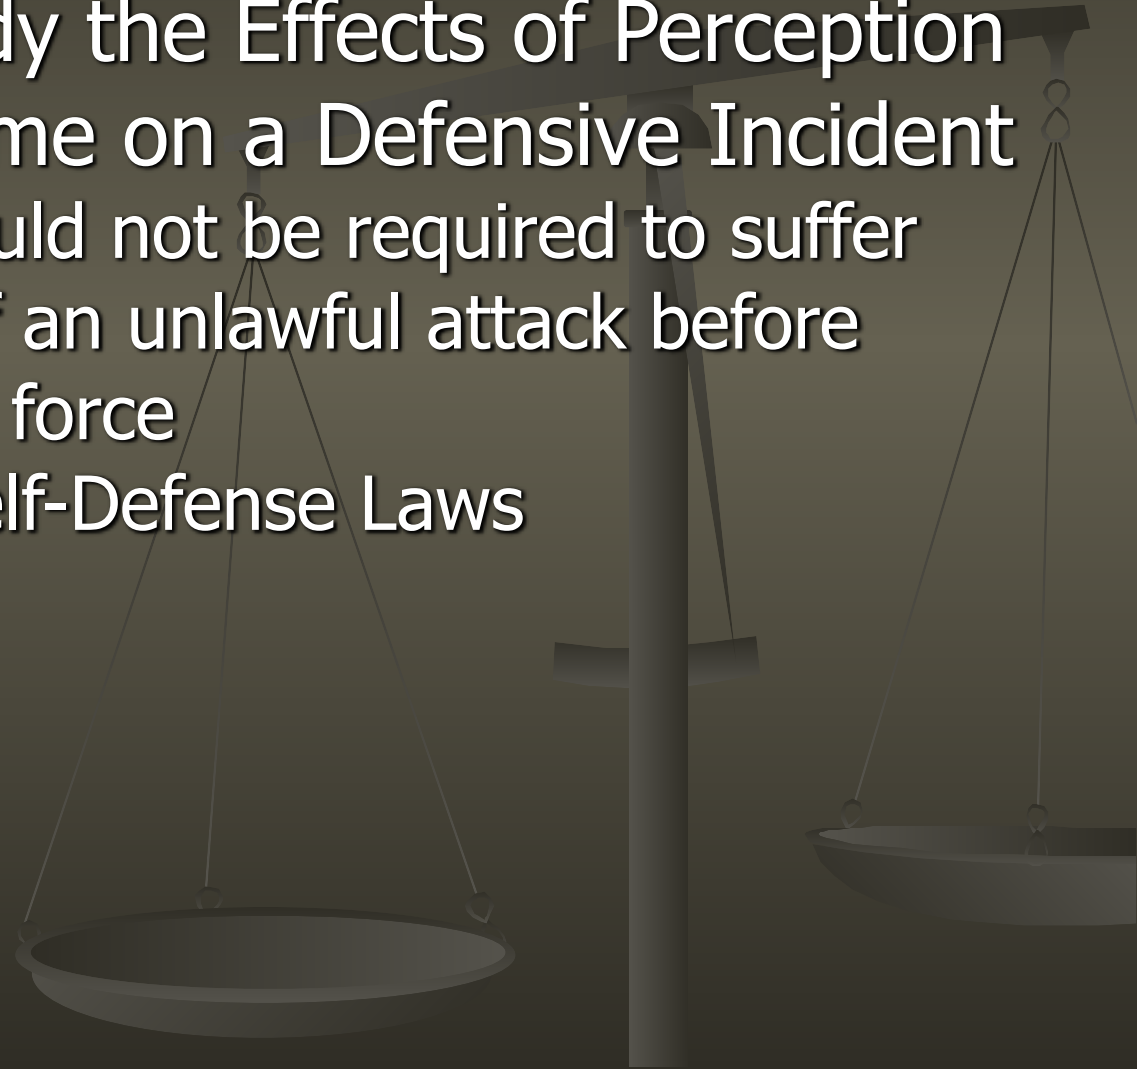 dy the Effects of Perception
me on a Defensive Incident
uld not be required to suffer
an unlawful attack before
force
elf-Defense Laws